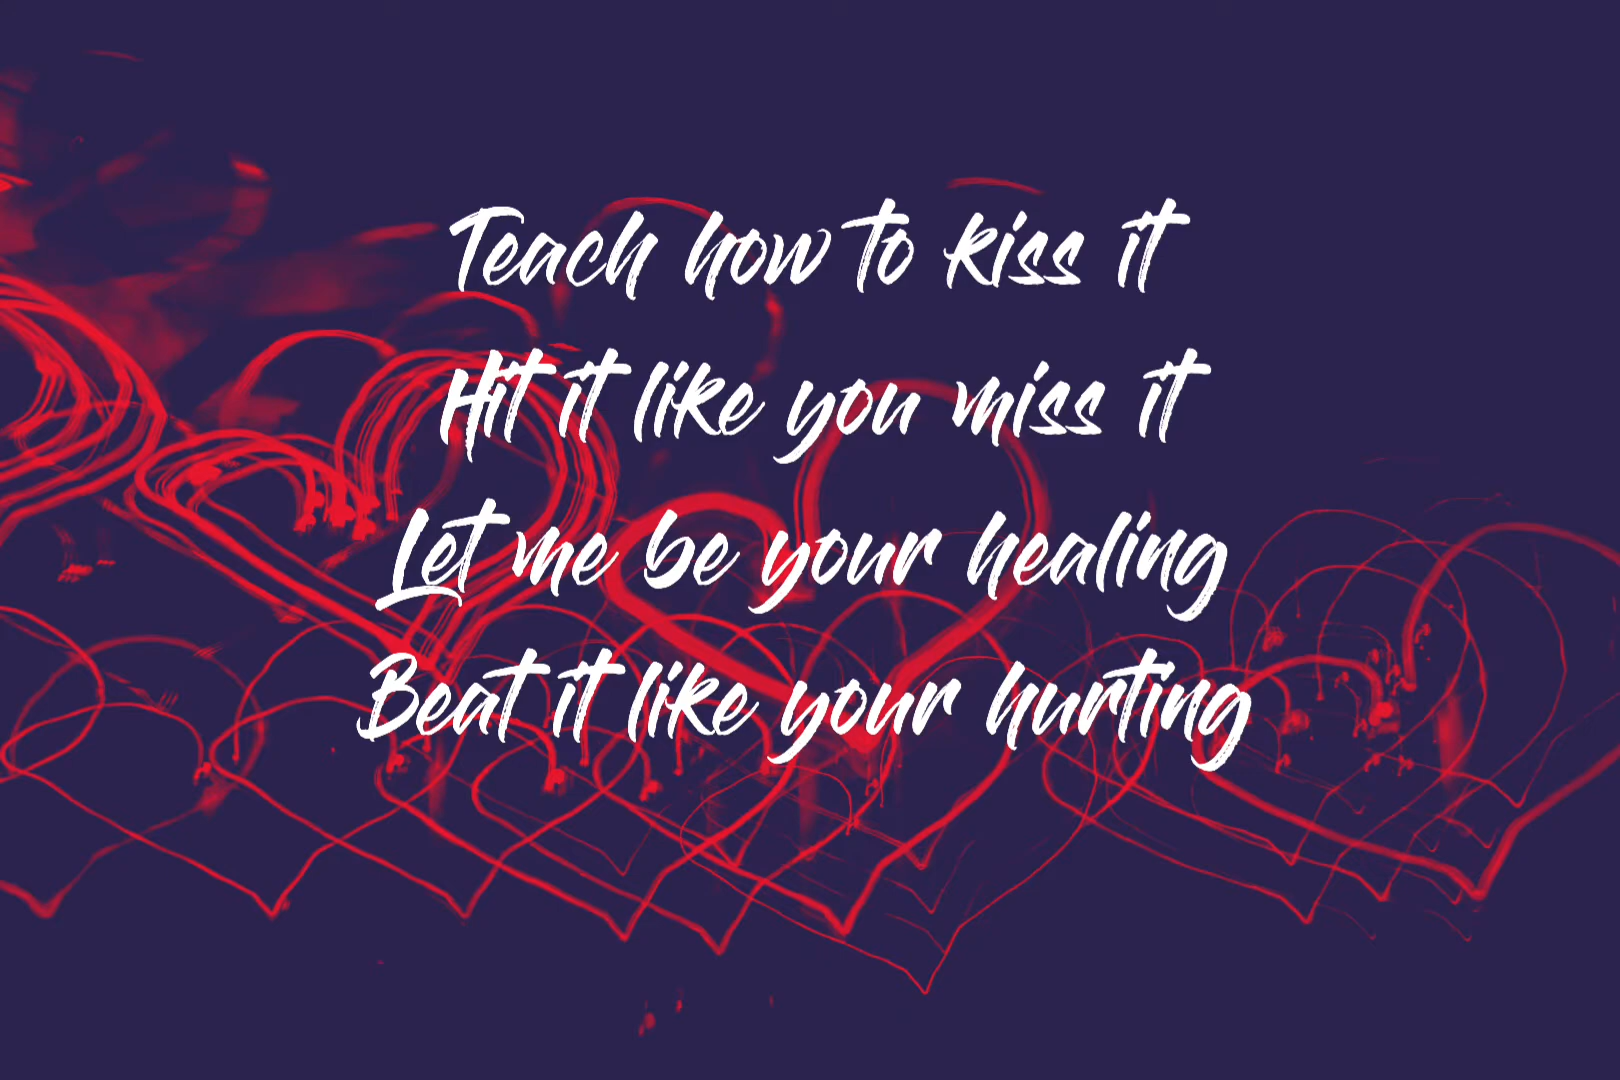 Teach how to kiss it
Hit it like you miss it
Let me be your healing
Beat it like your hurting